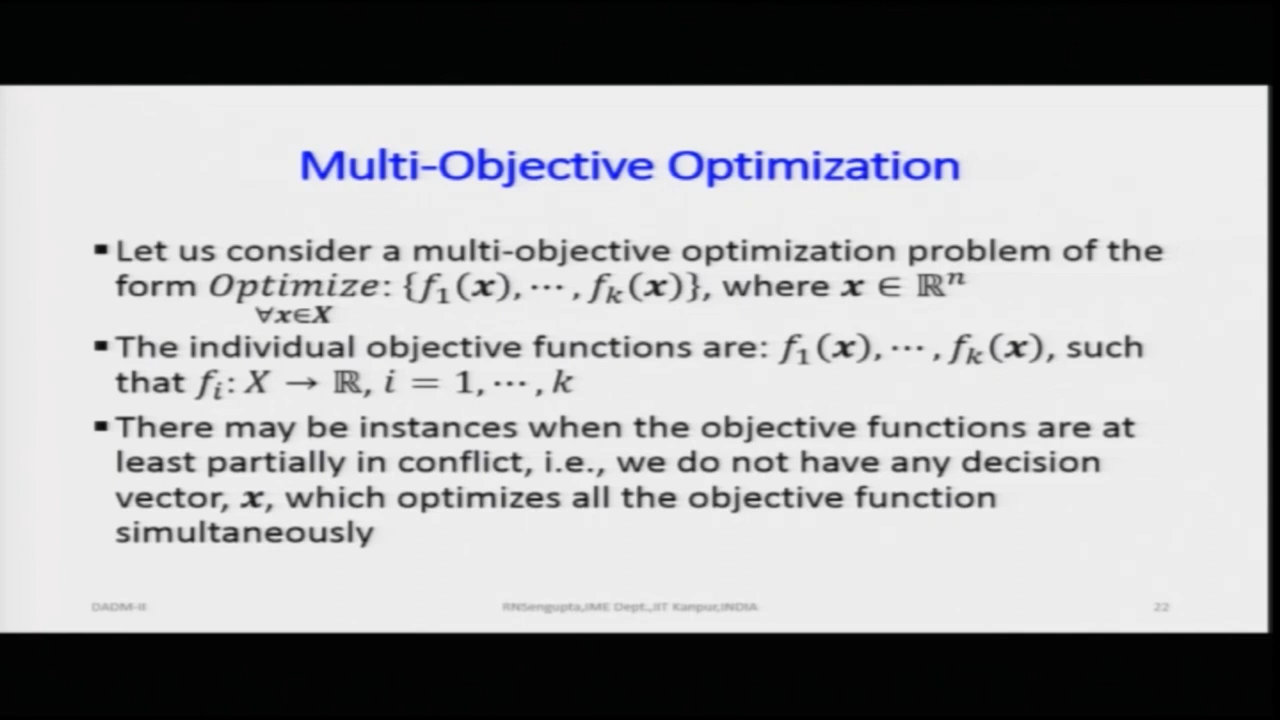 Multi-Objective Optimization
▪ Let us consider a multi-objective optimization problem of the
form Optimize: {f₁(x), ⋯ , fₖ(x)}, where x ∈ ℝⁿ
∀x∈X
▪ The individual objective functions are: f₁(x), ⋯ , fₖ(x), such
that fᵢ: X → ℝ, i = 1, ⋯ , k
▪ There may be instances when the objective functions are at
least partially in conflict, i.e., we do not have any decision
vector, x, which optimizes all the objective function
simultaneously
DADM-II RNSengupta,IME Dept.,IIT Kanpur,INDIA 22